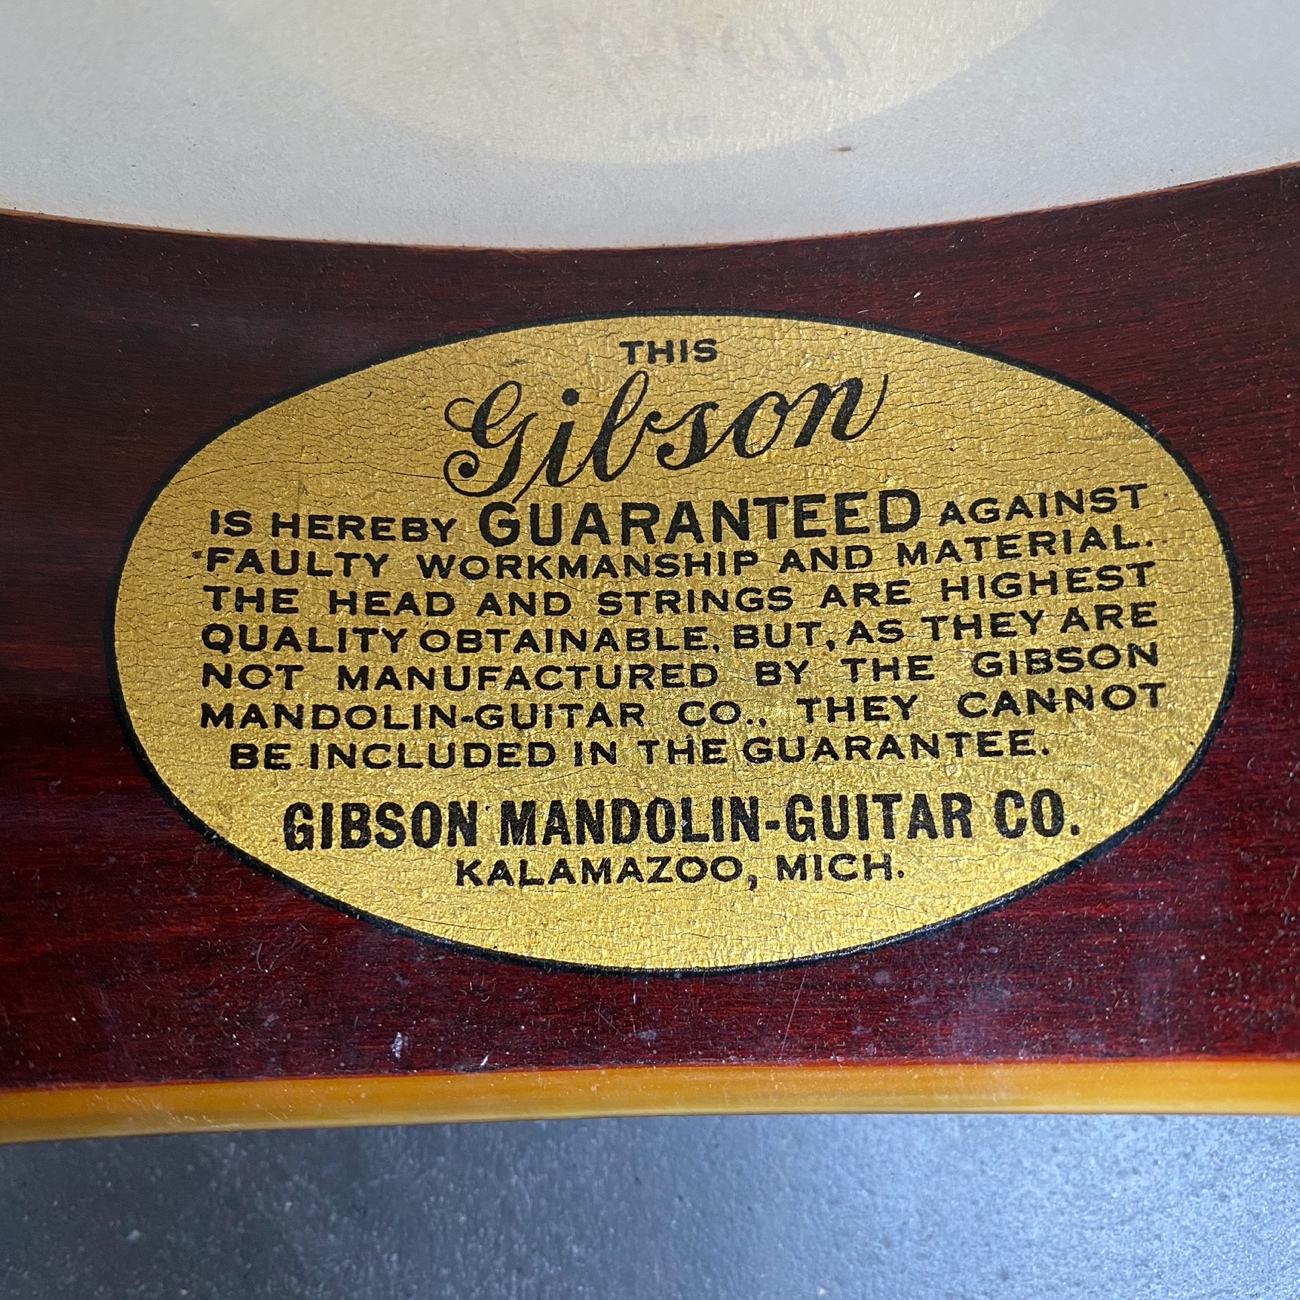 THIS
Gibson
IS HEREBY GUARANTEED AGAINST
FAULTY WORKMANSHIP AND MATERIAL.
THE HEAD AND STRINGS ARE HIGHEST
QUALITY OBTAINABLE, BUT, AS THEY ARE
NOT MANUFACTURED BY THE GIBSON
MANDOLIN-GUITAR CO., THEY CANNOT
BE INCLUDED IN THE GUARANTEE.
GIBSON MANDOLIN-GUITAR CO.
KALAMAZOO, MICH.